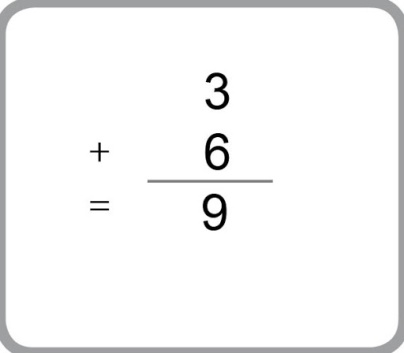 3
+ 6
= 9